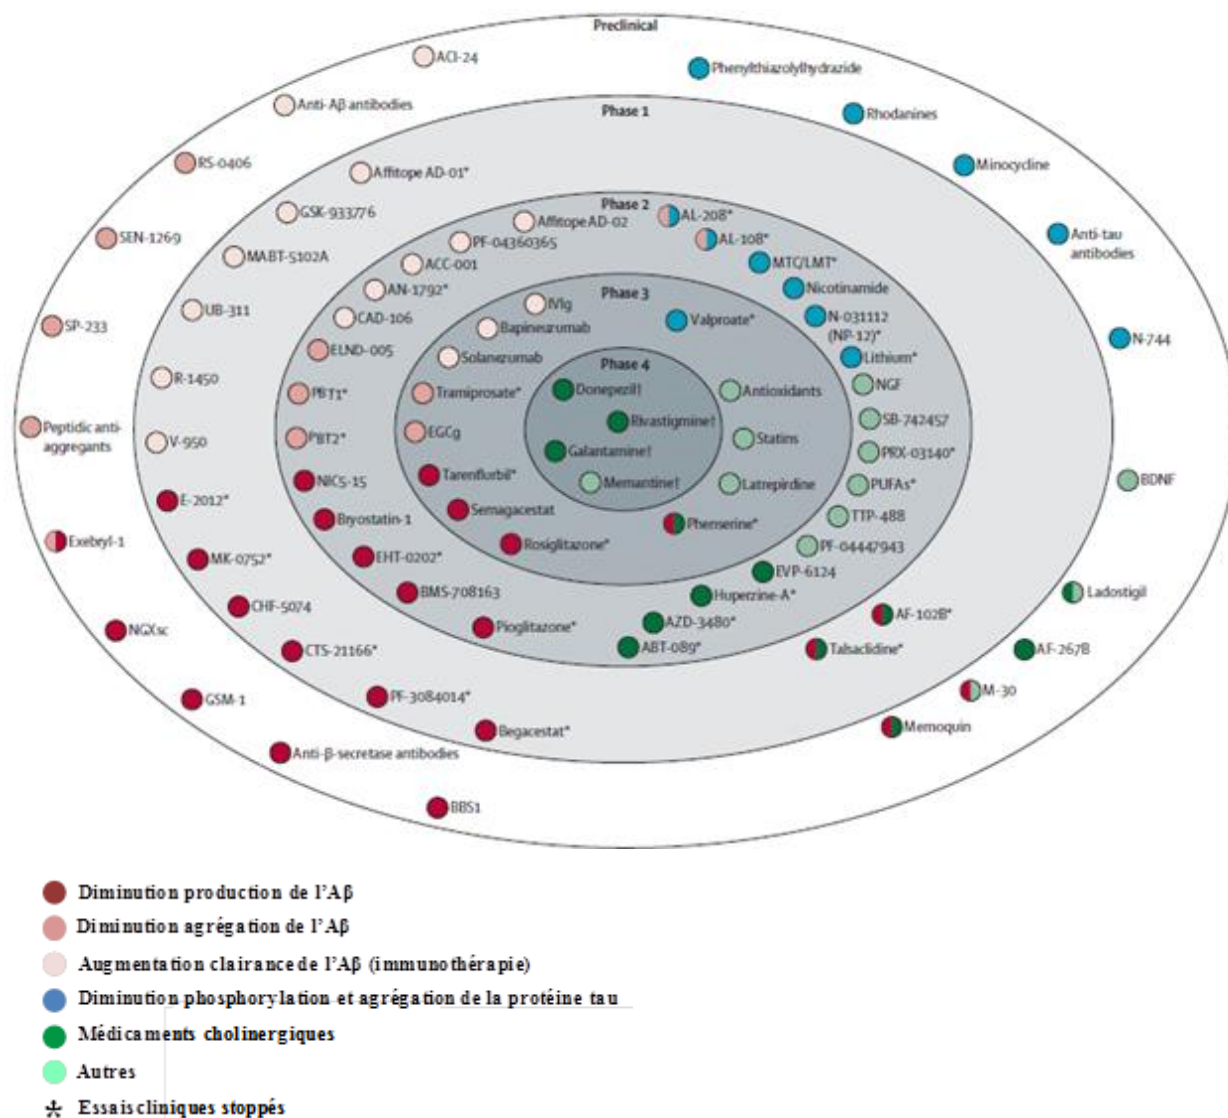 Preclinical
ACI-24
Phenylthiazolylhydrazide
Anti-Aβ antibodies
Phase 1
Rhodanines
RS-0406
Affitope AD-01*
Minocycline
GSK-933776
Phase 2
SEN-1269
Affitope AD-02
AL-208*
Anti-tau
antibodies
MABT-5102A
PF-04360365
AL-108*
ACC-001
MTC/LMT*
AN-1792*
Phase 3
Nicotinamide
UB-311
IVIg
SP-233
CAD-106
Bapineuzumab
Valproate*
N-031112
(NP-12)*
N-744
ELND-005
Solanezumab
Phase 4
Lithium*
R-1450
PBT1*
Tramiprosate*
Donepezil†
Antioxidants
NGF
Peptidic anti-
aggregants
V-950
PBT2*
EGCg
Rivastigmine†
Statins
SB-742457
Galantamine†
PRX-03140*
E-2012*
NIC5-15
Tarenflurbil*
Memantine†
Latrepirdine
PUFAs*
BDNF
Exebryl-1
Bryostatin-1
Semagacestat
Phenserine*
TTP-488
MK-0752*
EHT-0202*
Rosiglitazone*
PF-04447943
EVP-6124
CHF-5074
BMS-708163
Huperzine-A*
Ladostigil
NGXsc
Pioglitazone*
AZD-3480*
AF-102B*
CTS-21166*
ABT-089*
Talsaclidine*
AF-267B
GSM-1
PF-3084014*
M-30
Begacestat*
Memoquin
Anti-β-secretase antibodies
BBS1
Diminution production de l’Aβ
Diminution agrégation de l’Aβ
Augmentation clairance de l’Aβ (immunothérapie)
Diminution phosphorylation et agrégation de la protéine tau
Médicaments cholinergiques
Autres
* Essais cliniques stoppés